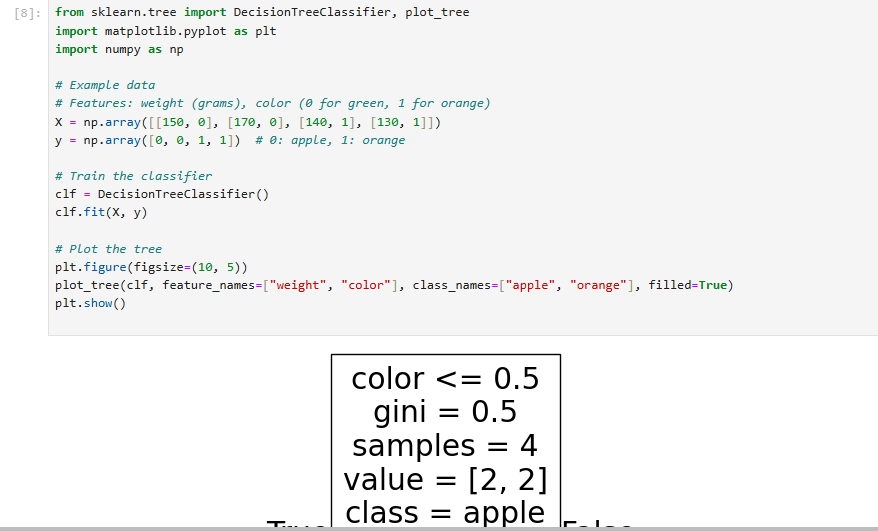 [8]:
from sklearn.tree import DecisionTreeClassifier, plot_tree
import matplotlib.pyplot as plt
import numpy as np
# Example data
# Features: weight (grams), color (0 for green, 1 for orange)
X = np.array([[150, 0], [170, 0], [140, 1], [130, 1]])
y = np.array([0, 0, 1, 1])  # 0: apple, 1: orange
# Train the classifier
clf = DecisionTreeClassifier()
clf.fit(X, y)
# Plot the tree
plt.figure(figsize=(10, 5))
plot_tree(clf, feature_names=["weight", "color"], class_names=["apple", "orange"], filled=True)
plt.show()
color <= 0.5
gini = 0.5
samples = 4
value = [2, 2]
class = apple
True False